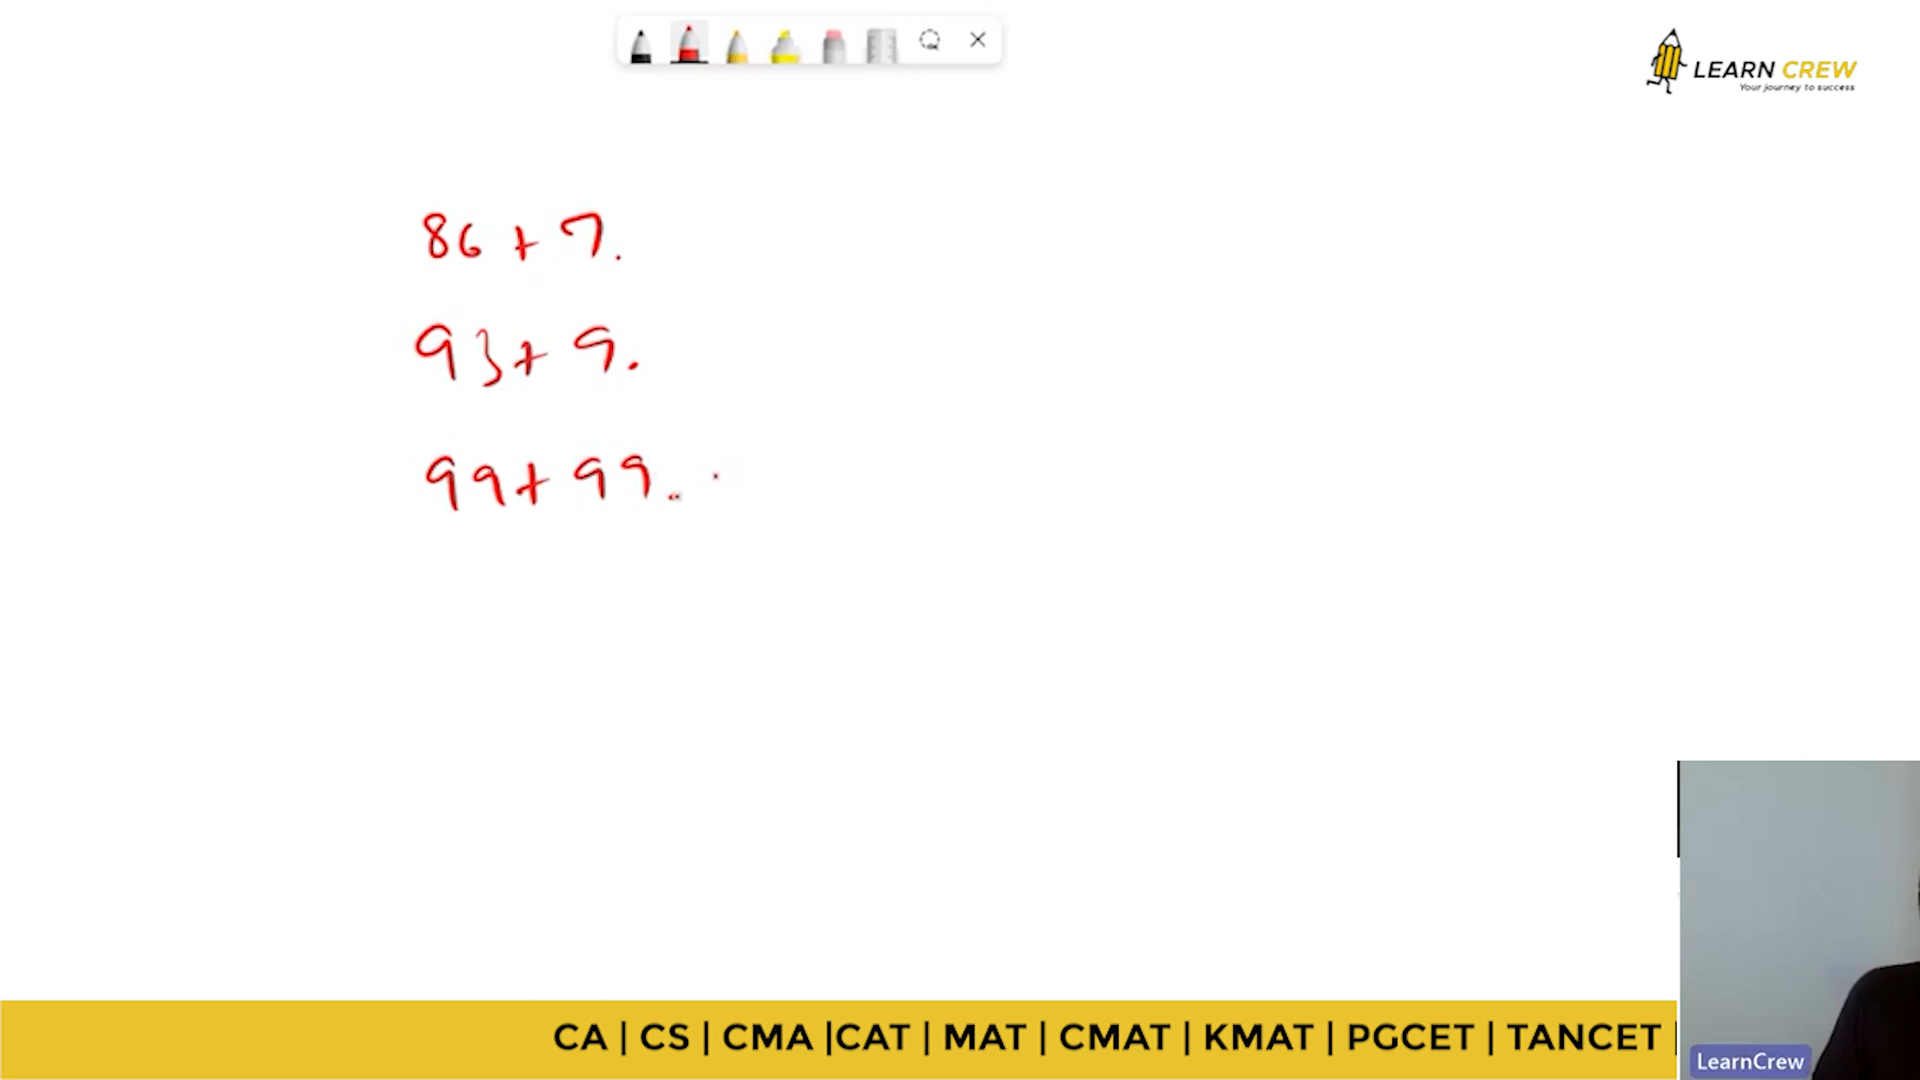 LEARN CREW
Your journey to success
86 + 7.
93 + 9.
99 + 99..
CA | CS | CMA |CAT | MAT | CMAT | KMAT | PGCET | TANCET |
LearnCrew